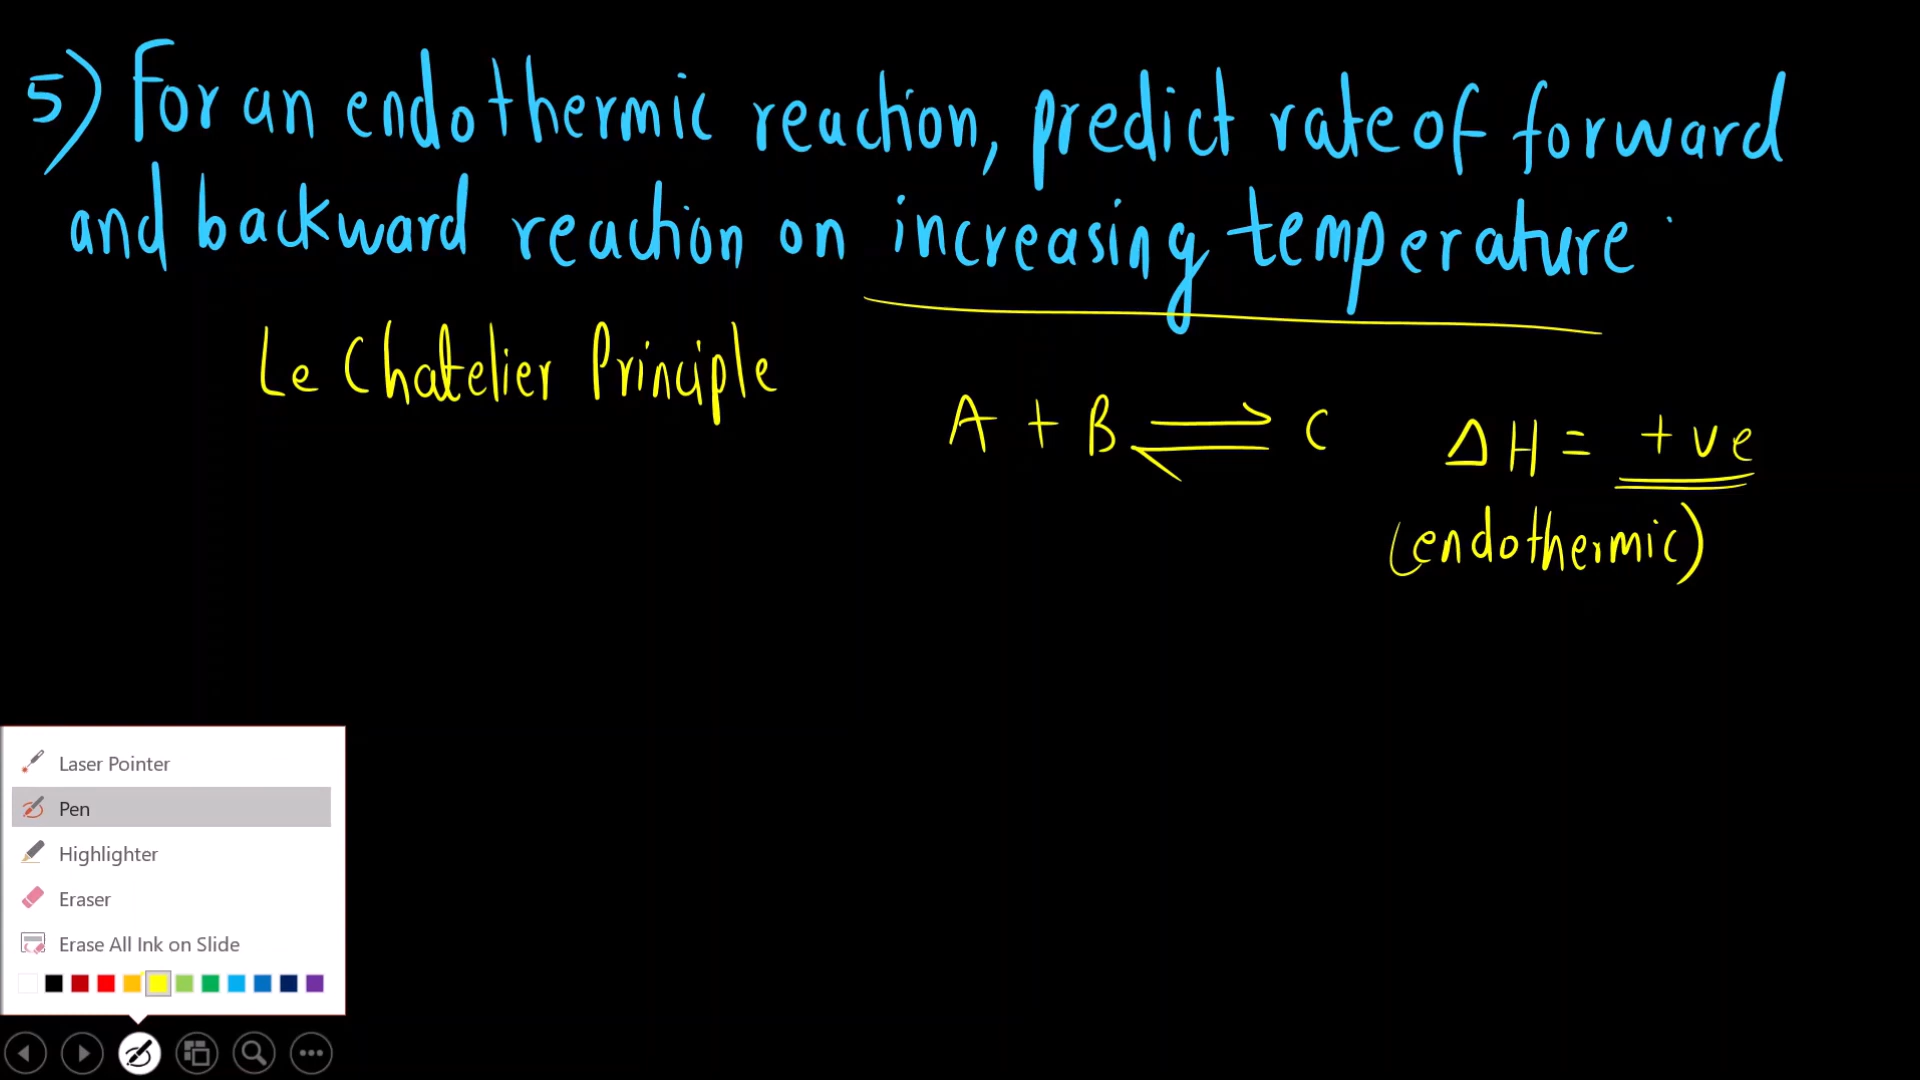 5) For an endothermic reaction, predict rate of forward
and backward reaction on increasing temperature.
Le Chatelier Principle
A + B ⇌ C    ΔH = +ve
(endothermic)
Laser Pointer
Pen
Highlighter
Eraser
Erase All Ink on Slide